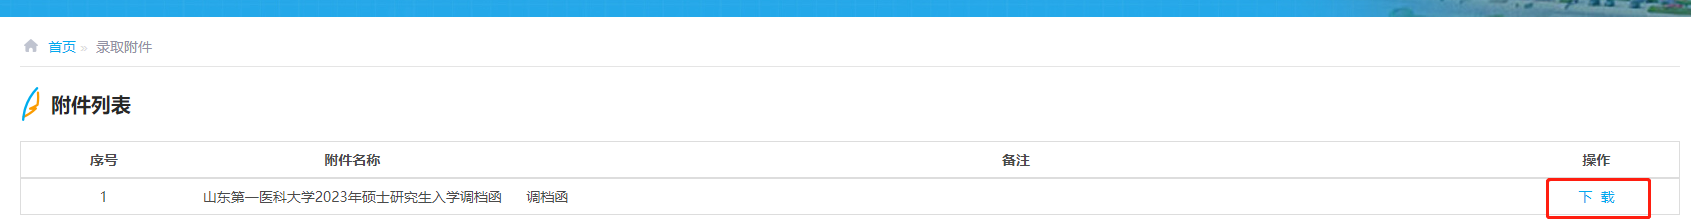 首页 » 录取附件
附件列表
序号 附件名称 备注 操作
1 山东第一医科大学2023年硕士研究生入学调档函 调档函 下 载